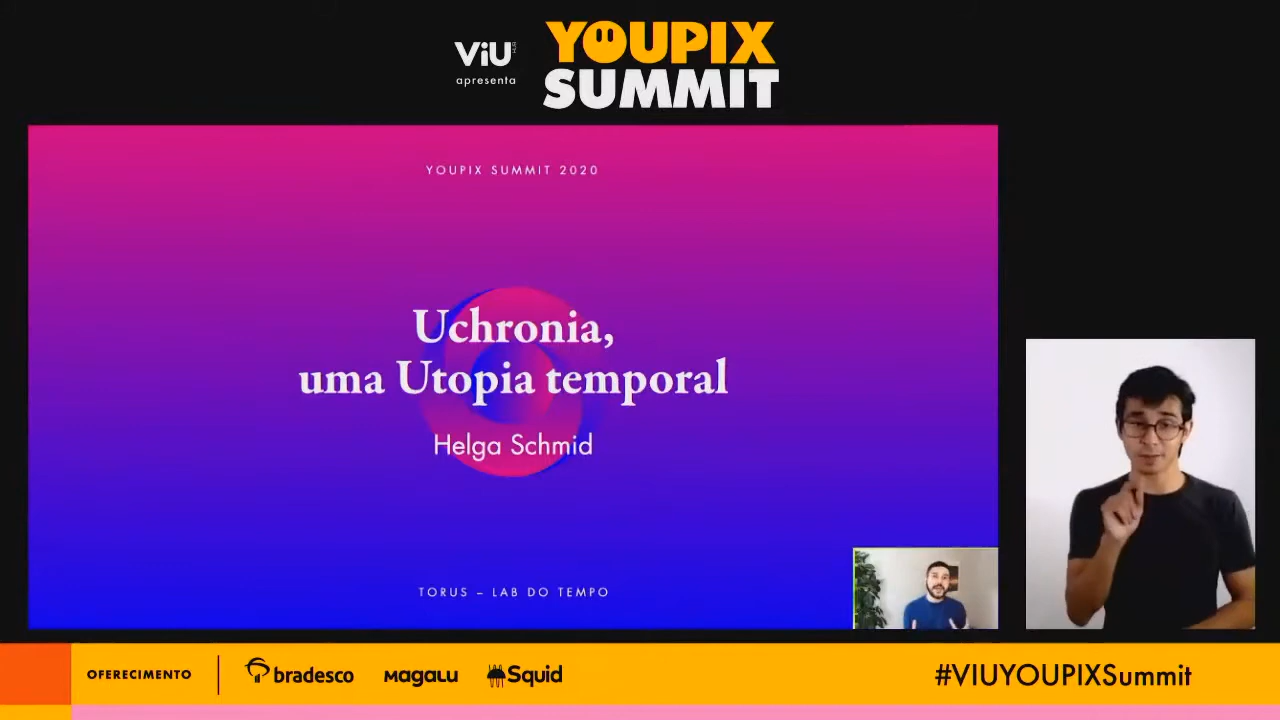 ViU
apresenta
YOUPIX
SUMMIT
YOUPIX SUMMIT 2020
Uchronia,
uma Utopia temporal
Helga Schmid
TORUS – LAB DO TEMPO
OFERECIMENTO
bradesco
MAGALU
Squid
#VIUYOUPIXSummit